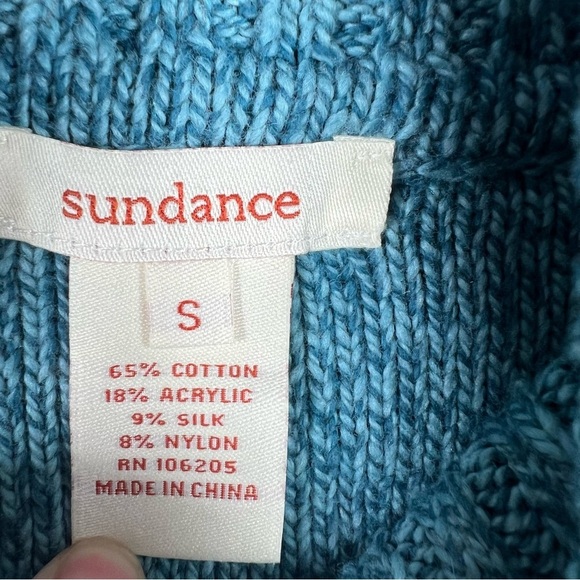 sundance
S
65% COTTON
18% ACRYLIC
9% SILK
8% NYLON
RN 106205
MADE IN CHINA